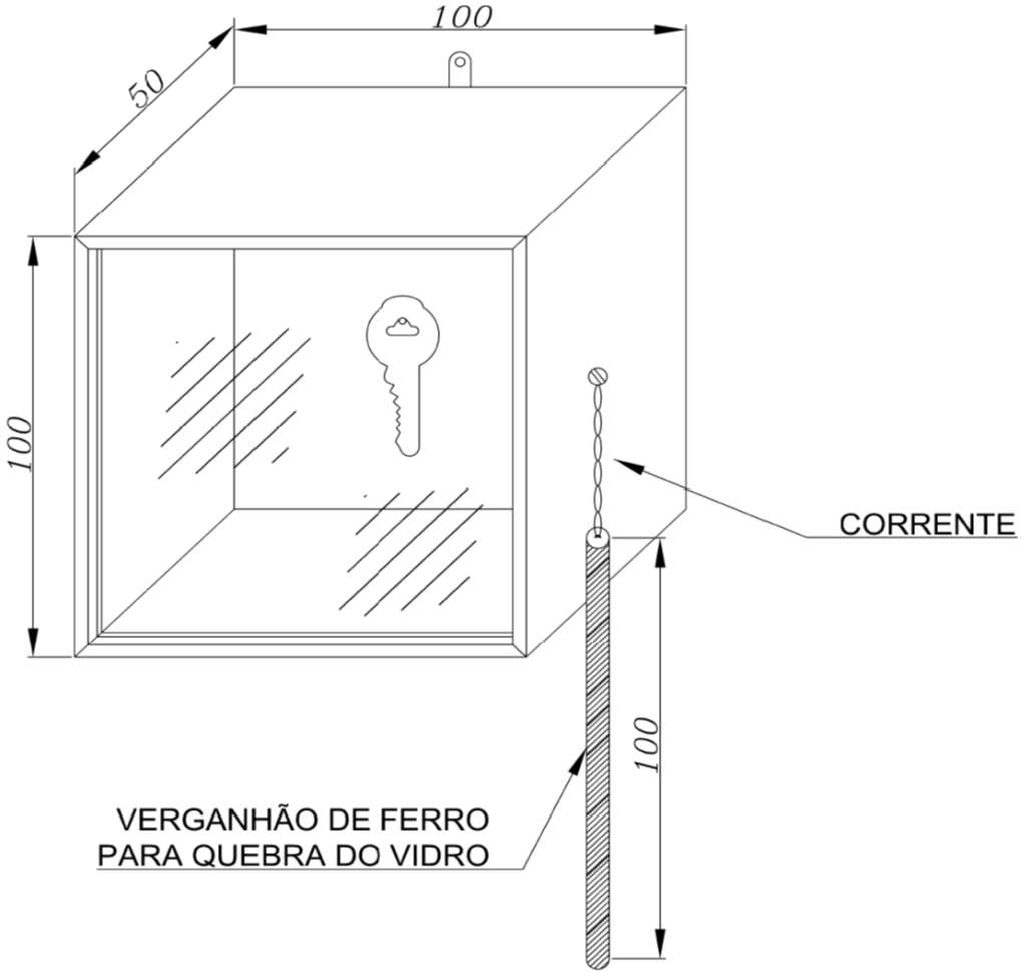 100
50
100
CORRENTE
100
VERGANHÃO DE FERRO
PARA QUEBRA DO VIDRO